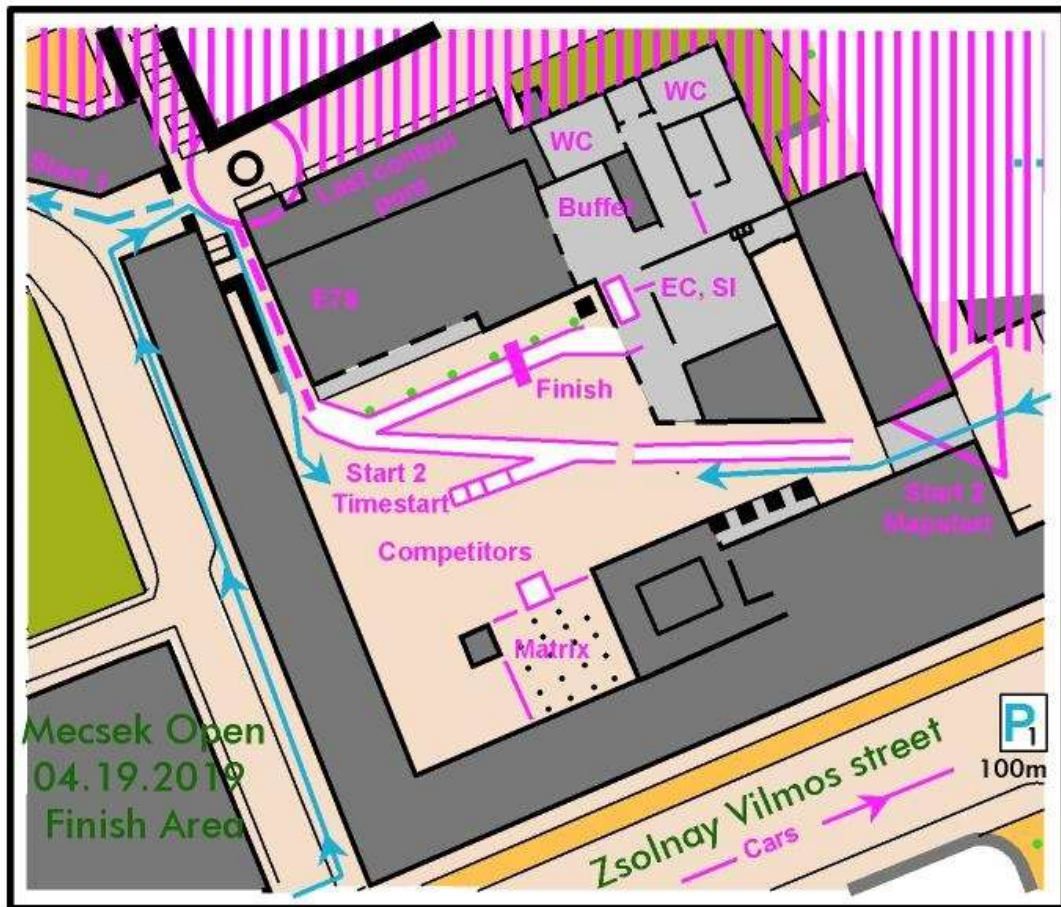 WC
WC
Start 1
Last control
pure
Buffet
E78
EC, SI
Finish
Start 2
Timestart
Start 2
Mapstart
Competitors
Matrix
Mecsek Open
04.19.2019
Finish Area
P1
100m
Zsolnay Vilmos street
Cars